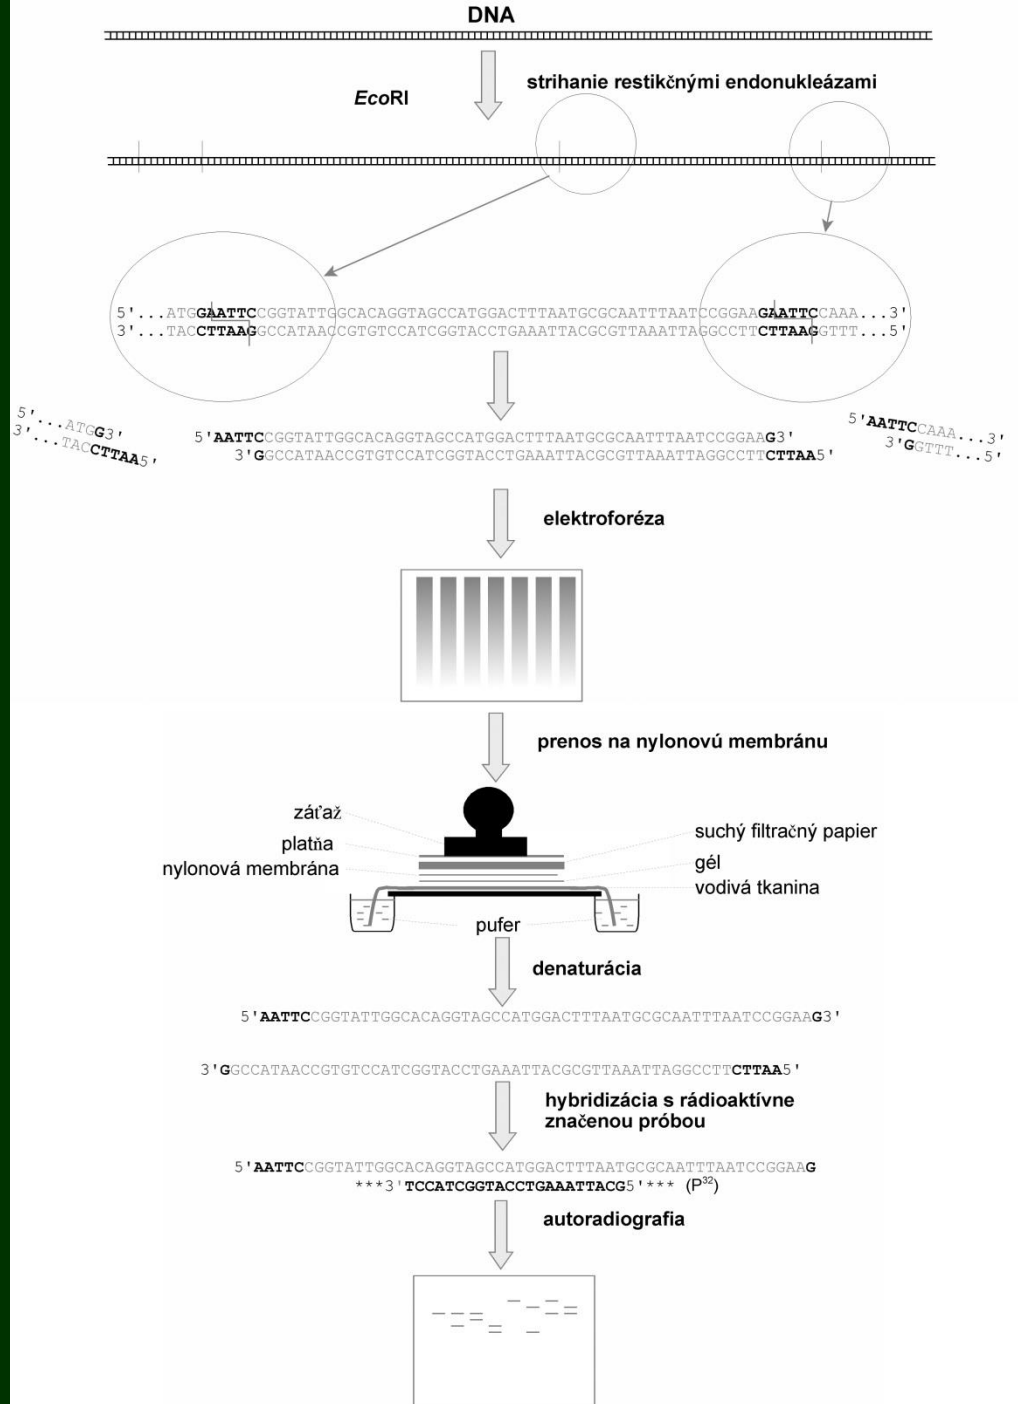 DNA
EcoRI
strihanie restikčnými endonukleázami
5'...ATGGAATTCCGGTATTGGCACAGGTAGCCATGGACTTTAATGCGCAATTTAATCCGGAAGAATTCCAAA...3'
3'...TACCTTAAGGCCATAACCGTGTCCATCGGTACCTGAAATTACGCGTTAAATTAGGCCTTCTTAAGGTTT...5'
5'...ATGG3'
3'...TACCTTAA5'
5'AATTCCGGTATTGGCACAGGTAGCCATGGACTTTAATGCGCAATTTAATCCGGAAG3'
3'GGCCATAACCGTGTCCATCGGTACCTGAAATTACGCGTTAAATTAGGCCTTCTTAA5'
5'AATTCCAAA...3'
3'GGTTT...5'
elektroforéza
prenos na nylonovú membránu
záťaž
platňa
nylonová membrána
suchý filtračný papier
gél
vodivá tkanina
pufer
denaturácia
5'AATTCCGGTATTGGCACAGGTAGCCATGGACTTTAATGCGCAATTTAATCCGGAAG3'
3'GGCCATAACCGTGTCCATCGGTACCTGAAATTACGCGTTAAATTAGGCCTTCTTAA5'
hybridizácia s rádioaktívne
značenou próbou
5'AATTCCGGTATTGGCACAGGTAGCCATGGACTTTAATGCGCAATTTAATCCGGAAG
***3'TCCATCGGTACCTGAAATTACG5'*** (P³²)
autoradiografia